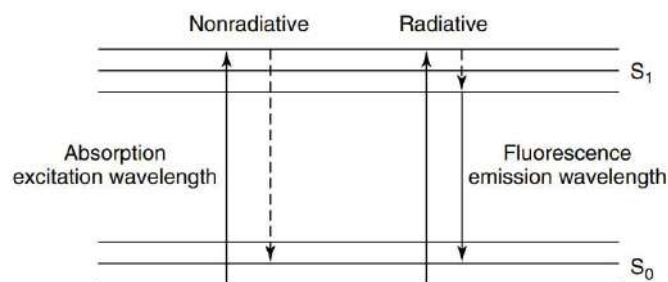 Nonradiative
Radiative
S₁
Absorption
excitation wavelength
Fluorescence
emission wavelength
S₀